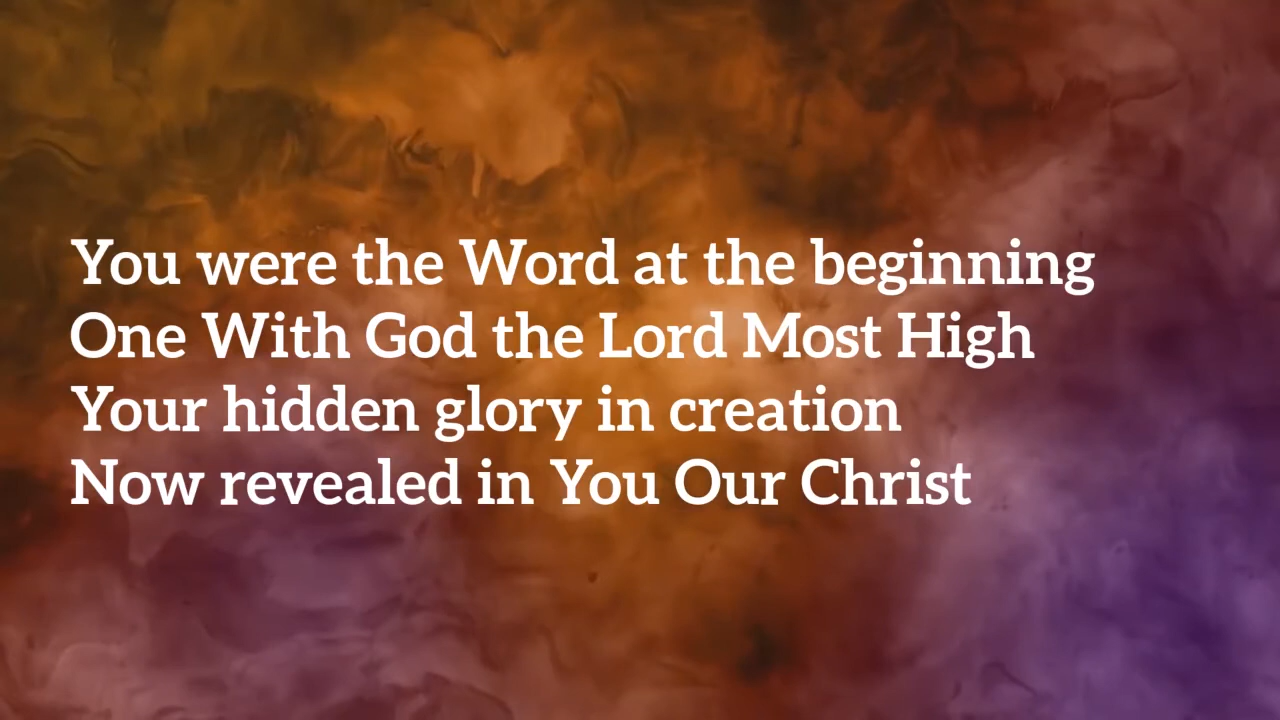 You were the Word at the beginning
One With God the Lord Most High
Your hidden glory in creation
Now revealed in You Our Christ